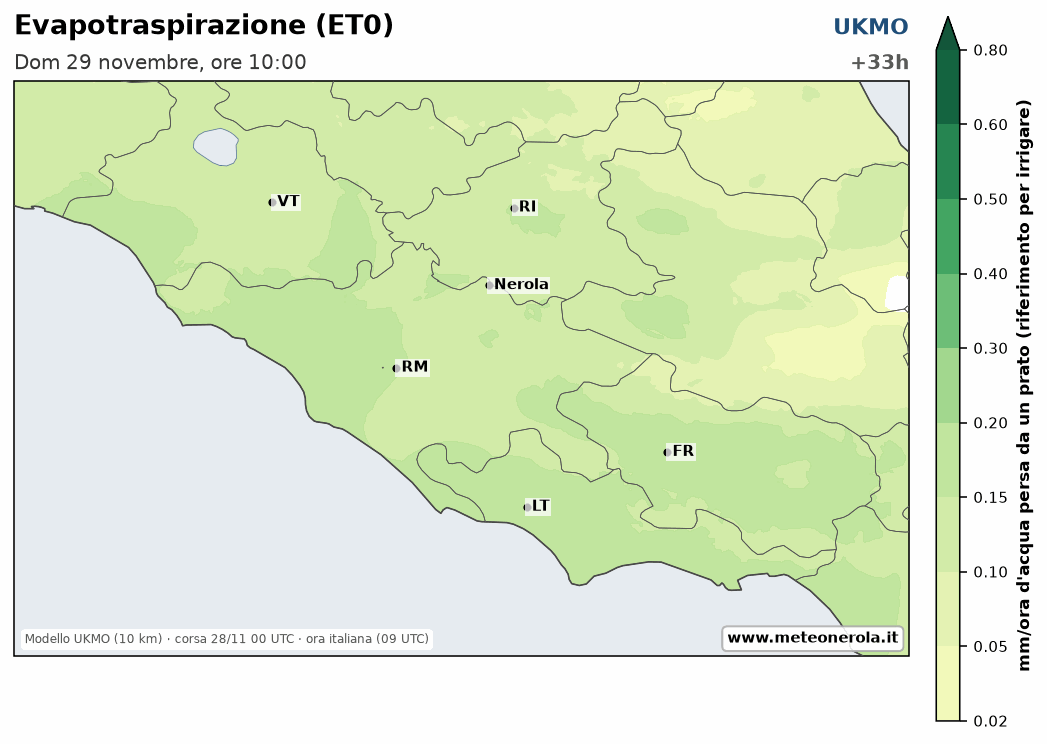 Evapotraspirazione (ET0)
UKMO
Dom 29 novembre, ore 10:00
+33h
VT
RI
Nerola
RM
FR
LT
Modello UKMO (10 km) · corsa 28/11 00 UTC · ora italiana (09 UTC)
www.meteonerola.it
0.80
0.60
0.50
0.40
0.30
0.20
0.15
0.10
0.05
0.02
mm/ora d'acqua persa da un prato (riferimento per irrigare)